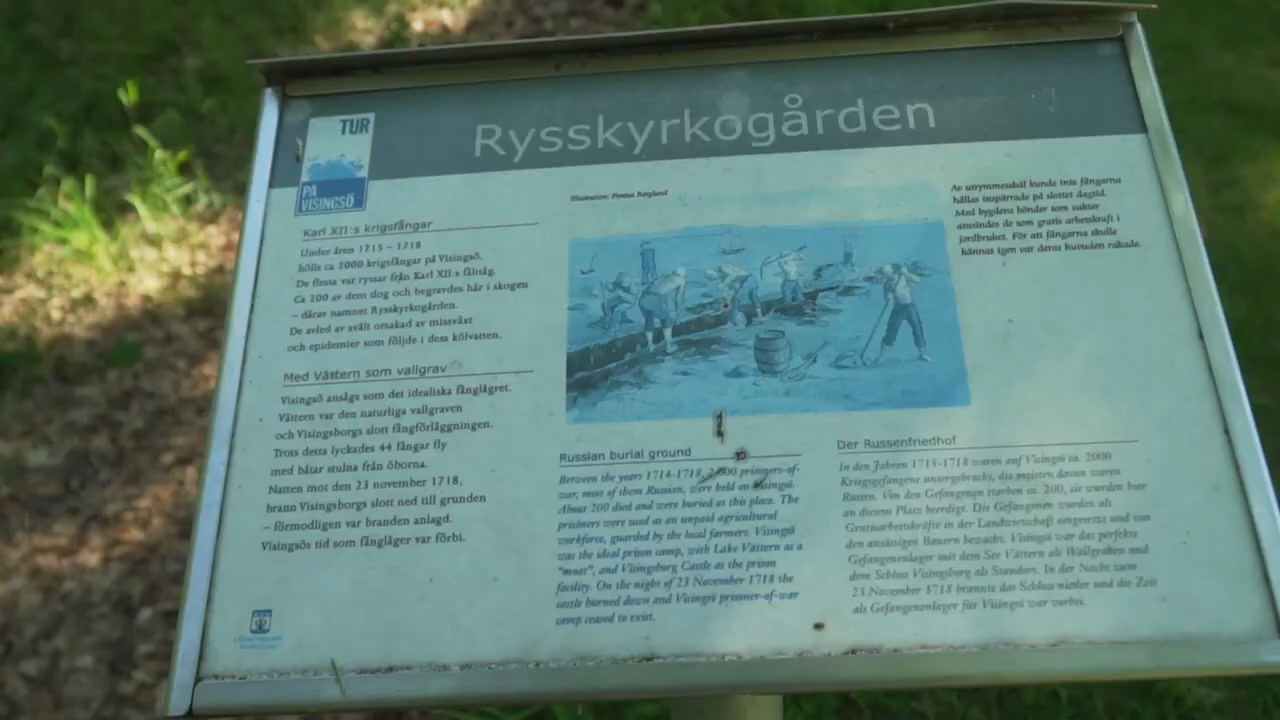 TUR
PÅ
VISINGSÖ
Rysskyrkogården
Karl XII:s krigsfångar
Under åren 1715 – 1718
hölls ca 2000 krigsfångar på Visingsö.
De flesta var ryssar från Karl XII:s fälttåg.
Ca 200 av dem dog och begravdes här i skogen
– därav namnet Rysskyrkogården.
De avled av svält orsakad av missväxt
och epidemier som följde i dess kölvatten.
Med Vättern som vallgrav
Visingsö ansågs som det idealiska fånglägret.
Vättern var den naturliga vallgraven
och Visingsborgs slott fångförläggningen.
Trots detta lyckades 44 fångar fly
med båtar stulna från öborna.
Natten mot den 23 november 1718,
brann Visingsborgs slott ned till grunden
– förmodligen var branden anlagd.
Visingsös tid som fångläger var förbi.
Illustration: Pontus Berglund
Av utrymmesskäl kunde inte fångarna
hållas inspärrade på slottet dagtid.
Med bygdens bönder som vakter
användes de som gratis arbetskraft i
jordbruket. För att fångarna skulle
kännas igen var deras huvuden rakade.
Russian burial ground
Between the years 1714-1718, 2,000 prisoners-of-
war, most of them Russian, were held on Visingsö.
About 200 died and were buried at this place. The
prisoners were used as an unpaid agricultural
workforce, guarded by the local farmers. Visingsö
was the ideal prison camp, with Lake Vättern as a
"moat", and Visingsborg Castle as the prison
facility. On the night of 23 November 1718 the
castle burned down and Visingsö prisoner-of-war
camp ceased to exist.
Der Russenfriedhof
In den Jahren 1715-1718 waren auf Visingsö ca. 2000
Kriegsgefangene untergebracht, die meisten davon waren
Russen. Von den Gefangenen starben ca. 200, sie wurden hier
an diesem Platz beerdigt. Die Gefangenen wurden als
Gratisarbeitskräfte in der Landwirtschaft eingesetzt und von
den ansässigen Bauern bewacht. Visingsö war das perfekte
Gefangenenlager mit dem See Vättern als Wallgraben und
dem Schloss Visingsborg als Standort. In der Nacht zum
23.November 1718 brannte das Schloss nieder und die Zeit
als Gefangenenlager für Visingsö war vorbei.